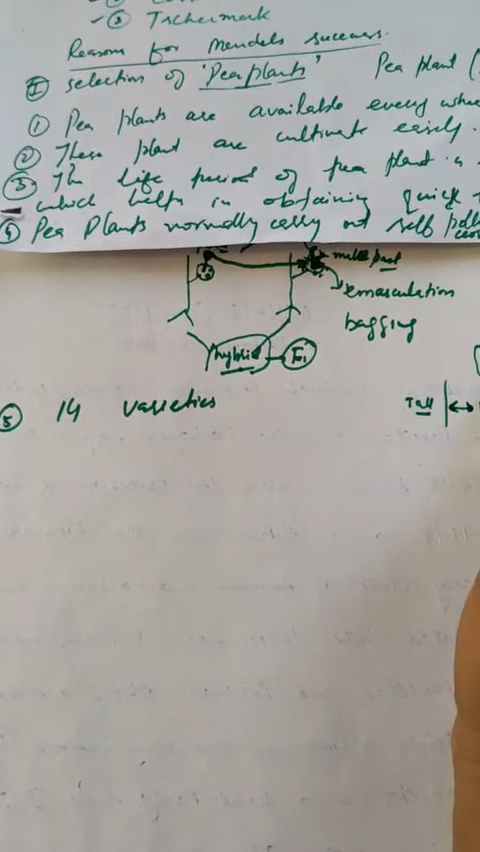 ③ Tschermark
Reasons for Mendels success.
Ⓘ selection of 'Pea plants' Pea plant (
① Pea plants are available every where
② These plant are cultivate easily.
③ The life period of pea plant is
which helps in obtaining quick
⑤ Pea Plants normally carry out self
male part
Emasculation
bagging
hybrid F1
⑤ 14 varieties
Tall